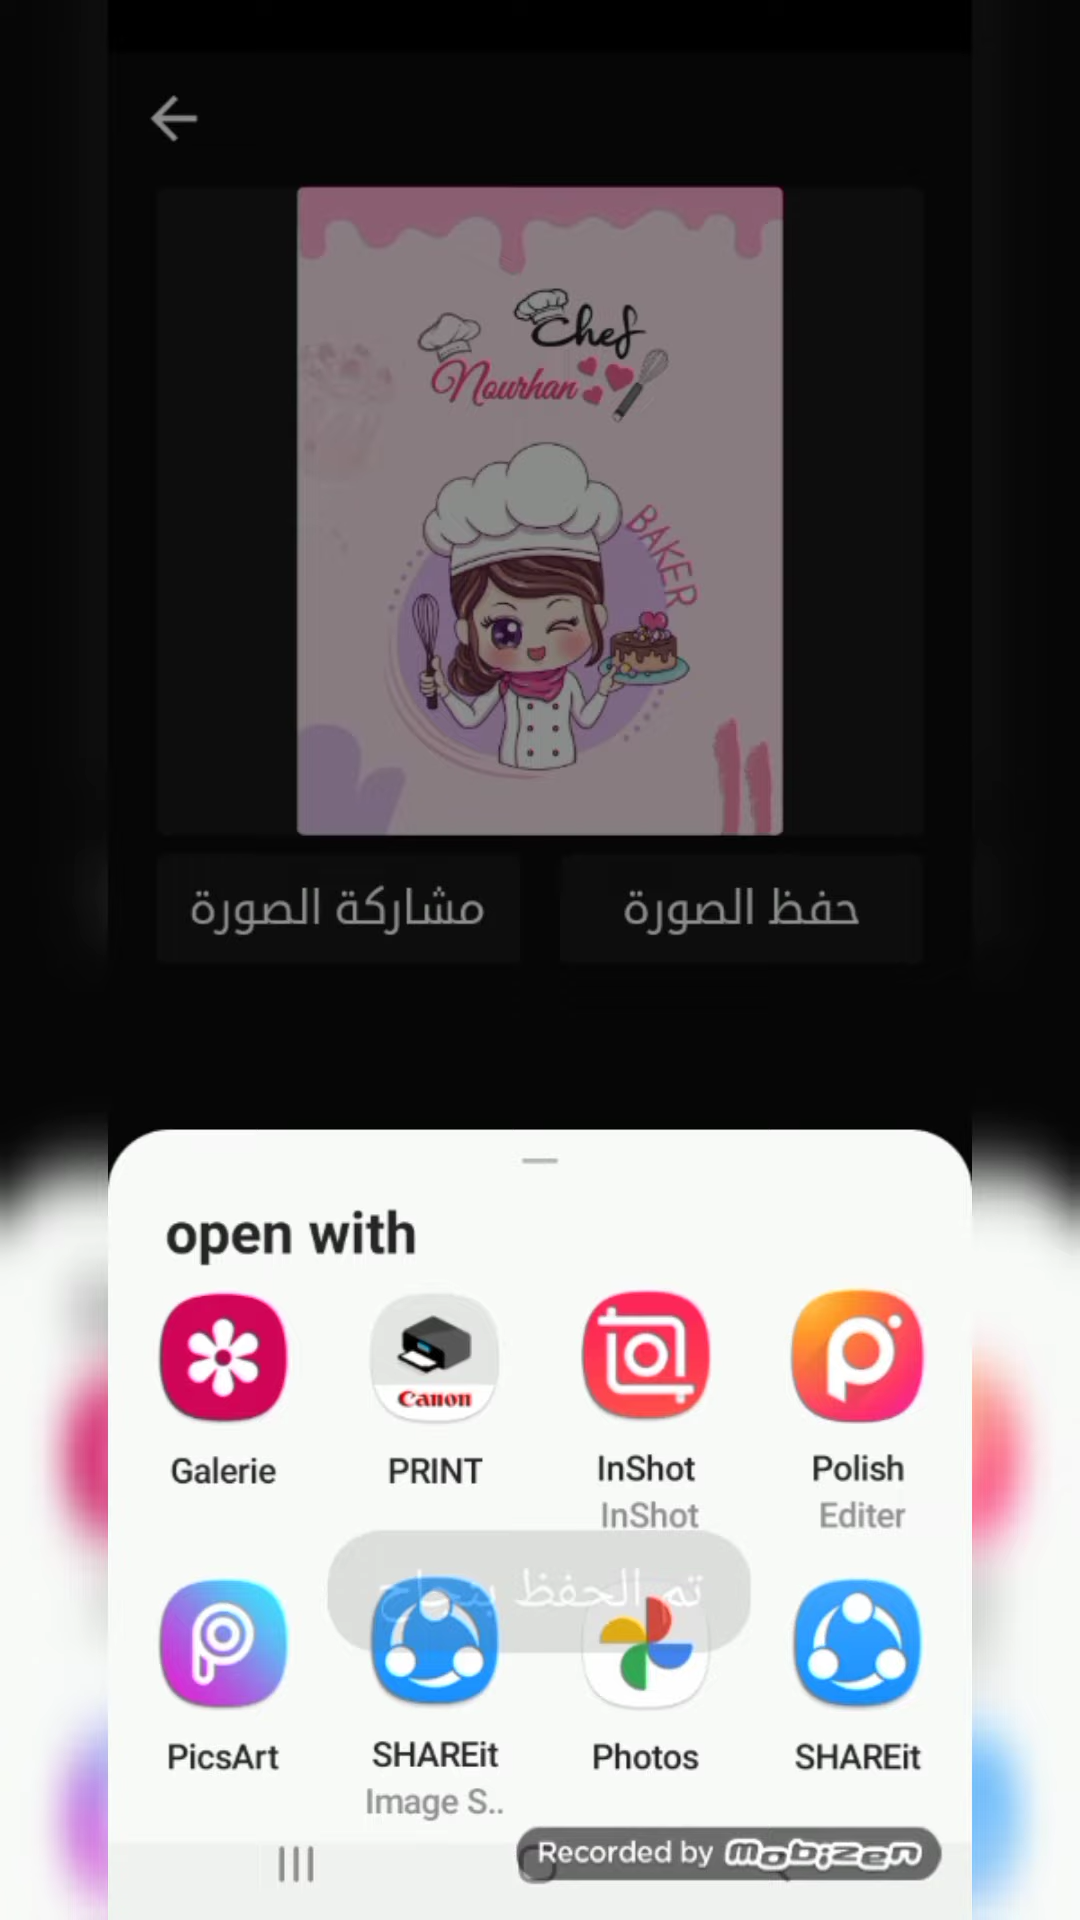 Chef
Nourhan
BAKER
حفظ الصورة
مشاركة الصورة
open with
Canon
Galerie
PRINT
InShot
InShot
Polish
Editer
تم الحفظ بنجاح
PicsArt
SHAREit
Image S..
Photos
SHAREit
Recorded by mobizen